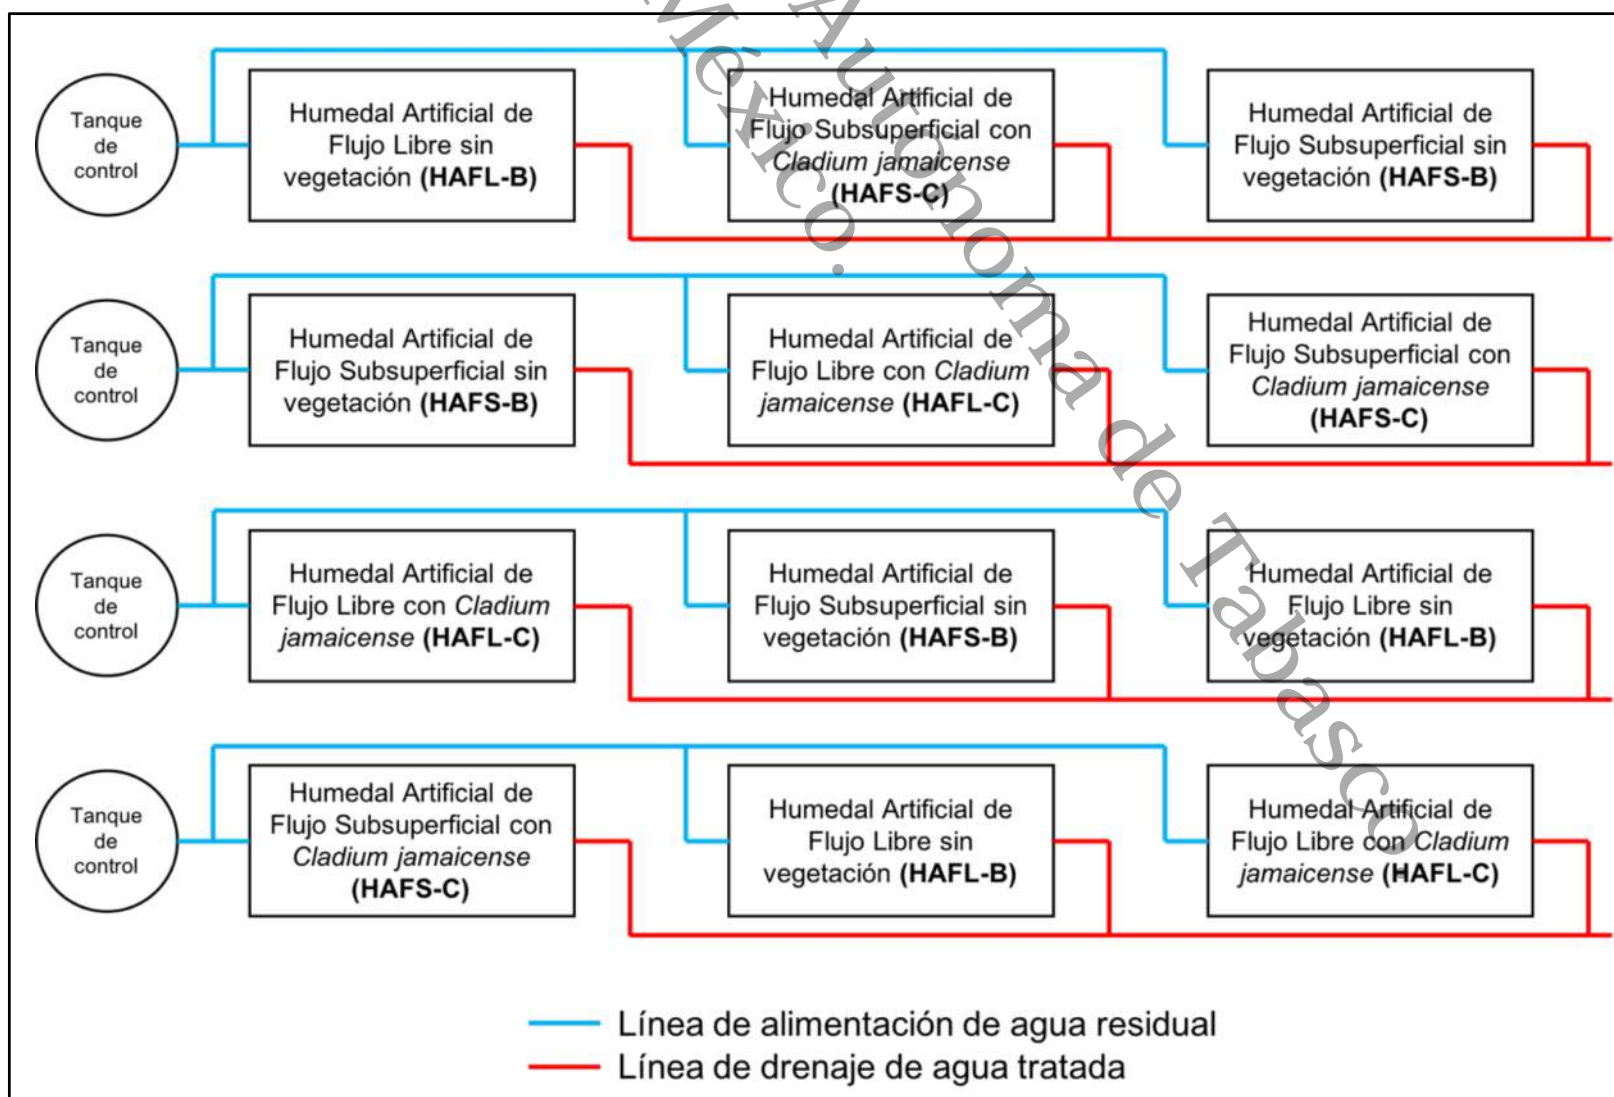 Autónoma de Tabasco
México.
Tanque
de
control
Humedal Artificial de
Flujo Libre sin
vegetación (HAFL-B)
Humedal Artificial de
Flujo Subsuperficial con
Cladium jamaicense
(HAFS-C)
Humedal Artificial de
Flujo Subsuperficial sin
vegetación (HAFS-B)
Tanque
de
control
Humedal Artificial de
Flujo Subsuperficial sin
vegetación (HAFS-B)
Humedal Artificial de
Flujo Libre con Cladium
jamaicense (HAFL-C)
Humedal Artificial de
Flujo Subsuperficial con
Cladium jamaicense
(HAFS-C)
Tanque
de
control
Humedal Artificial de
Flujo Libre con Cladium
jamaicense (HAFL-C)
Humedal Artificial de
Flujo Subsuperficial sin
vegetación (HAFS-B)
Humedal Artificial de
Flujo Libre sin
vegetación (HAFL-B)
Tanque
de
control
Humedal Artificial de
Flujo Subsuperficial con
Cladium jamaicense
(HAFS-C)
Humedal Artificial de
Flujo Libre sin
vegetación (HAFL-B)
Humedal Artificial de
Flujo Libre con Cladium
jamaicense (HAFL-C)
Línea de alimentación de agua residual
Línea de drenaje de agua tratada